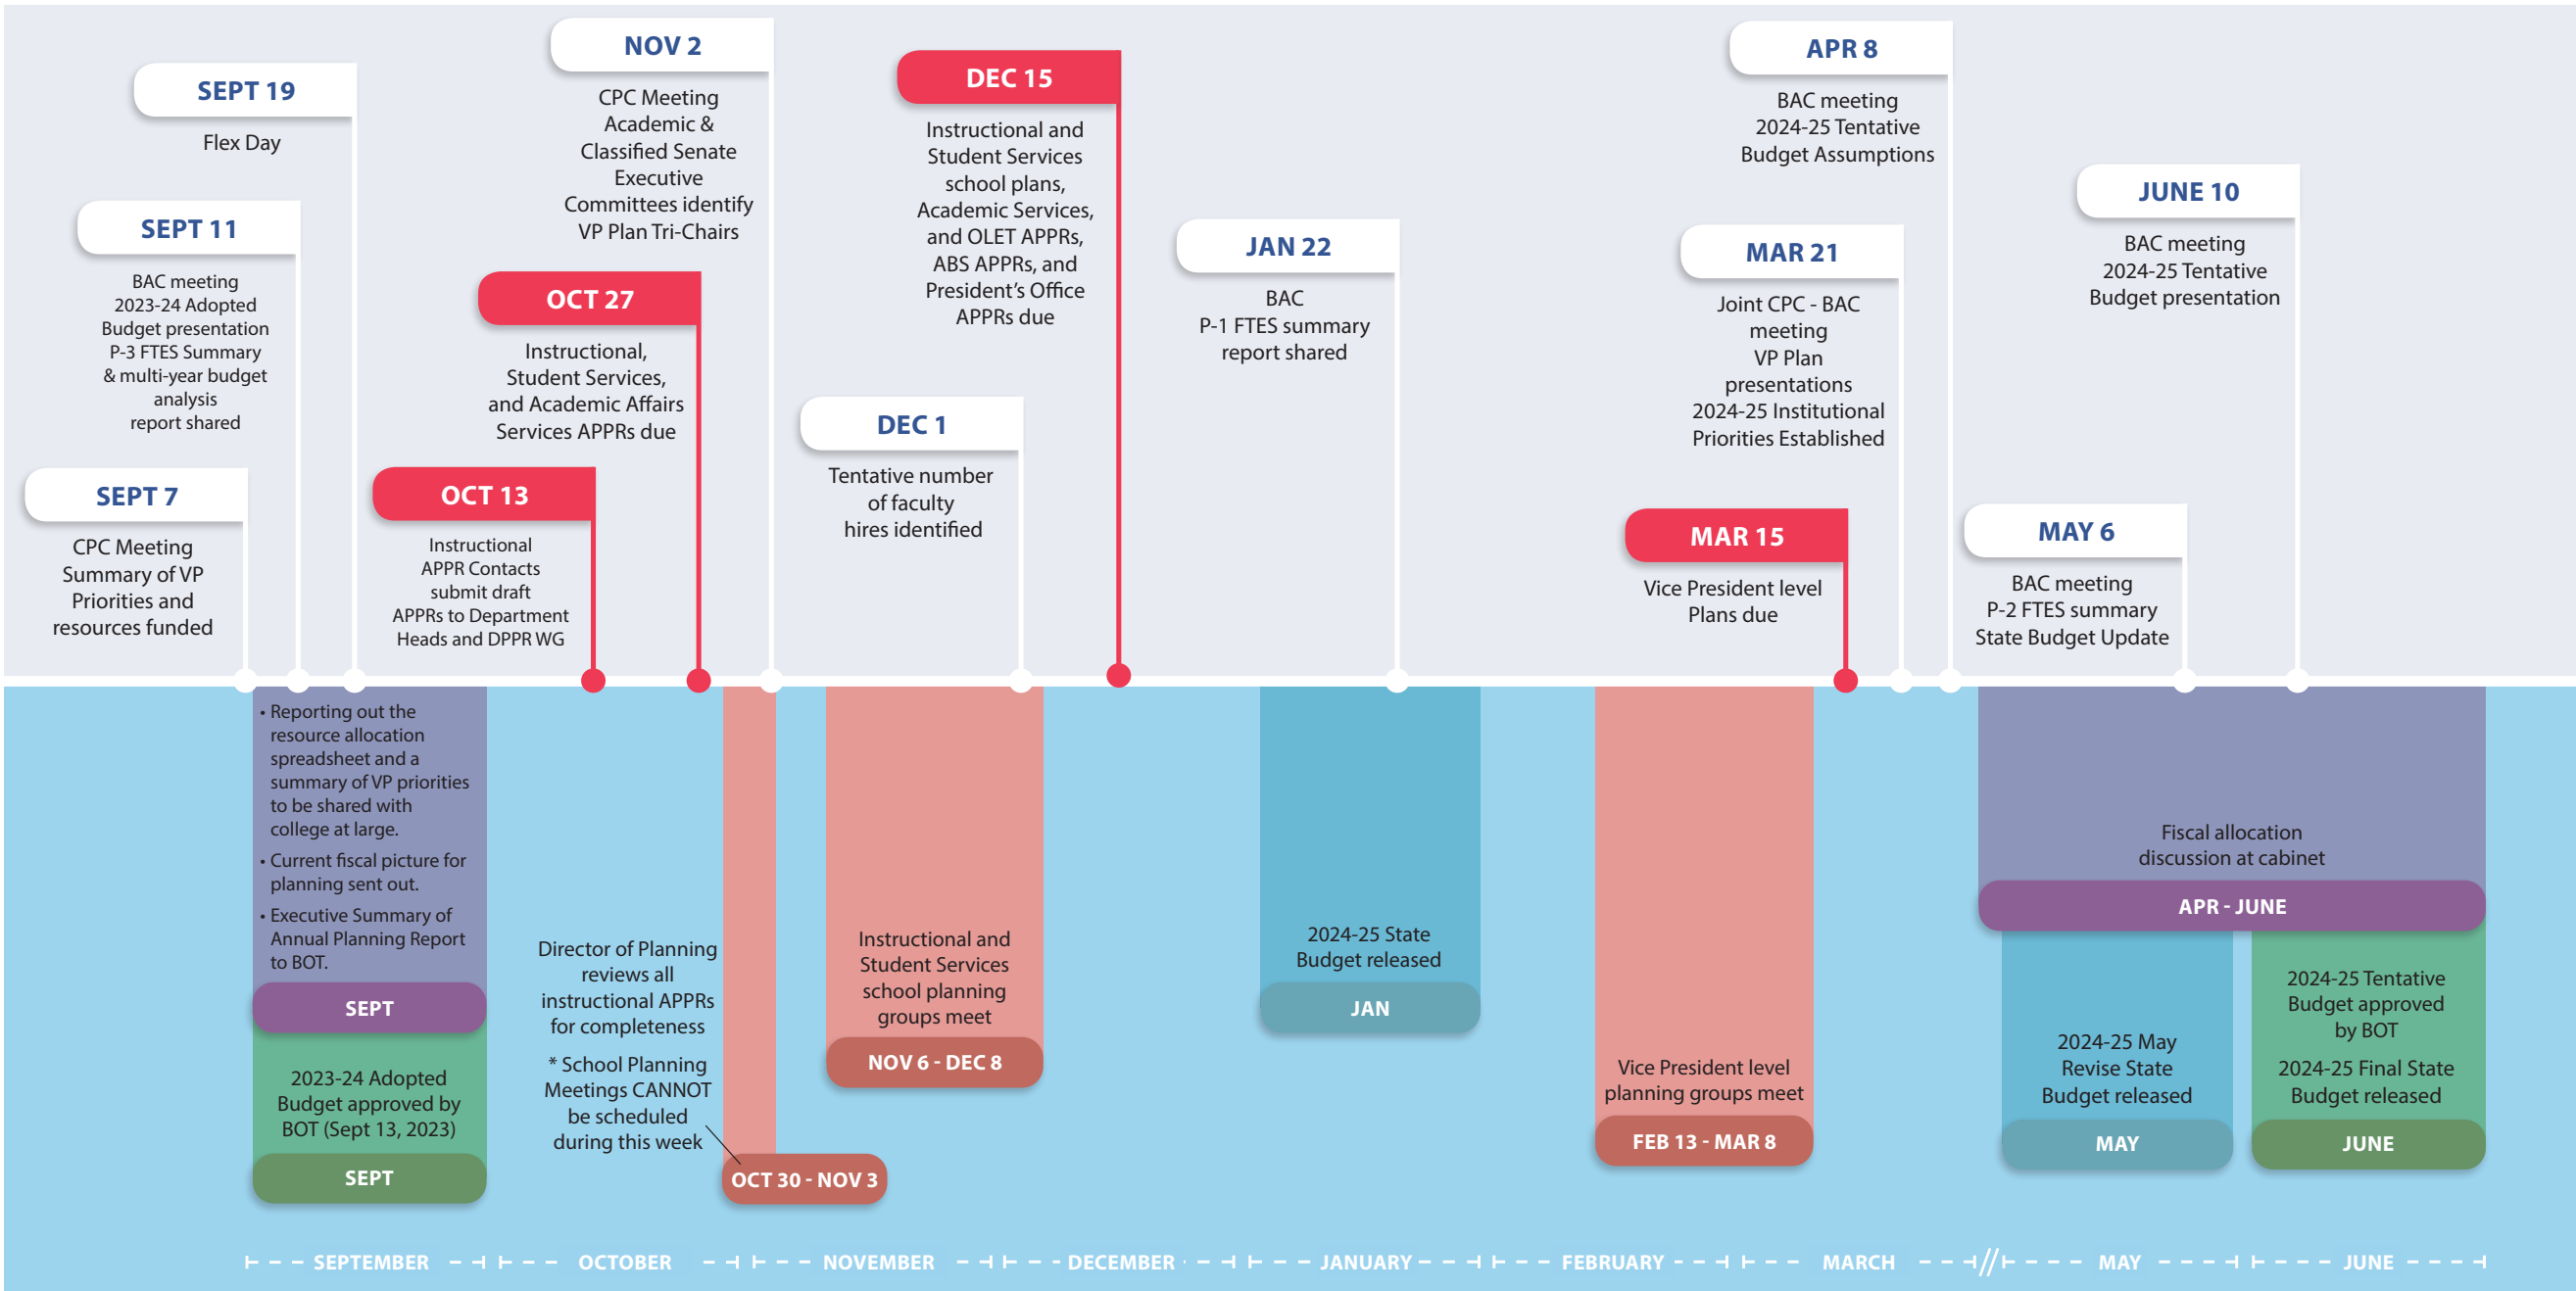 SEPT 7
CPC Meeting
Summary of VP
Priorities and
resources funded
SEPT 11
BAC meeting
2023-24 Adopted
Budget presentation
P-3 FTES Summary
& multi-year budget
analysis
report shared
SEPT 19
Flex Day
OCT 13
Instructional
APPR Contacts
submit draft
APPRs to Department
Heads and DPPR WG
OCT 27
Instructional,
Student Services,
and Academic Affairs
Services APPRs due
NOV 2
CPC Meeting
Academic &
Classified Senate
Executive
Committees identify
VP Plan Tri-Chairs
DEC 1
Tentative number
of faculty
hires identified
DEC 15
Instructional and
Student Services
school plans,
Academic Services,
and OLET APPRs,
ABS APPRs, and
President's Office
APPRs due
JAN 22
BAC
P-1 FTES summary
report shared
MAR 15
Vice President level
Plans due
MAR 21
Joint CPC - BAC
meeting
VP Plan
presentations
2024-25 Institutional
Priorities Established
APR 8
BAC meeting
2024-25 Tentative
Budget Assumptions
MAY 6
BAC meeting
P-2 FTES summary
State Budget Update
JUNE 10
BAC meeting
2024-25 Tentative
Budget presentation
• Reporting out the
resource allocation
spreadsheet and a
summary of VP priorities
to be shared with
college at large.
• Current fiscal picture for
planning sent out.
• Executive Summary of
Annual Planning Report
to BOT.
SEPT
2023-24 Adopted
Budget approved by
BOT (Sept 13, 2023)
SEPT
Director of Planning
reviews all
instructional APPRs
for completeness
* School Planning
Meetings CANNOT
be scheduled
during this week
OCT 30 - NOV 3
Instructional and
Student Services
school planning
groups meet
NOV 6 - DEC 8
2024-25 State
Budget released
JAN
Vice President level
planning groups meet
FEB 13 - MAR 8
Fiscal allocation
discussion at cabinet
APR - JUNE
2024-25 May
Revise State
Budget released
MAY
2024-25 Tentative
Budget approved
by BOT
2024-25 Final State
Budget released
JUNE
SEPTEMBER
OCTOBER
NOVEMBER
DECEMBER
JANUARY
FEBRUARY
MARCH
//
MAY
JUNE